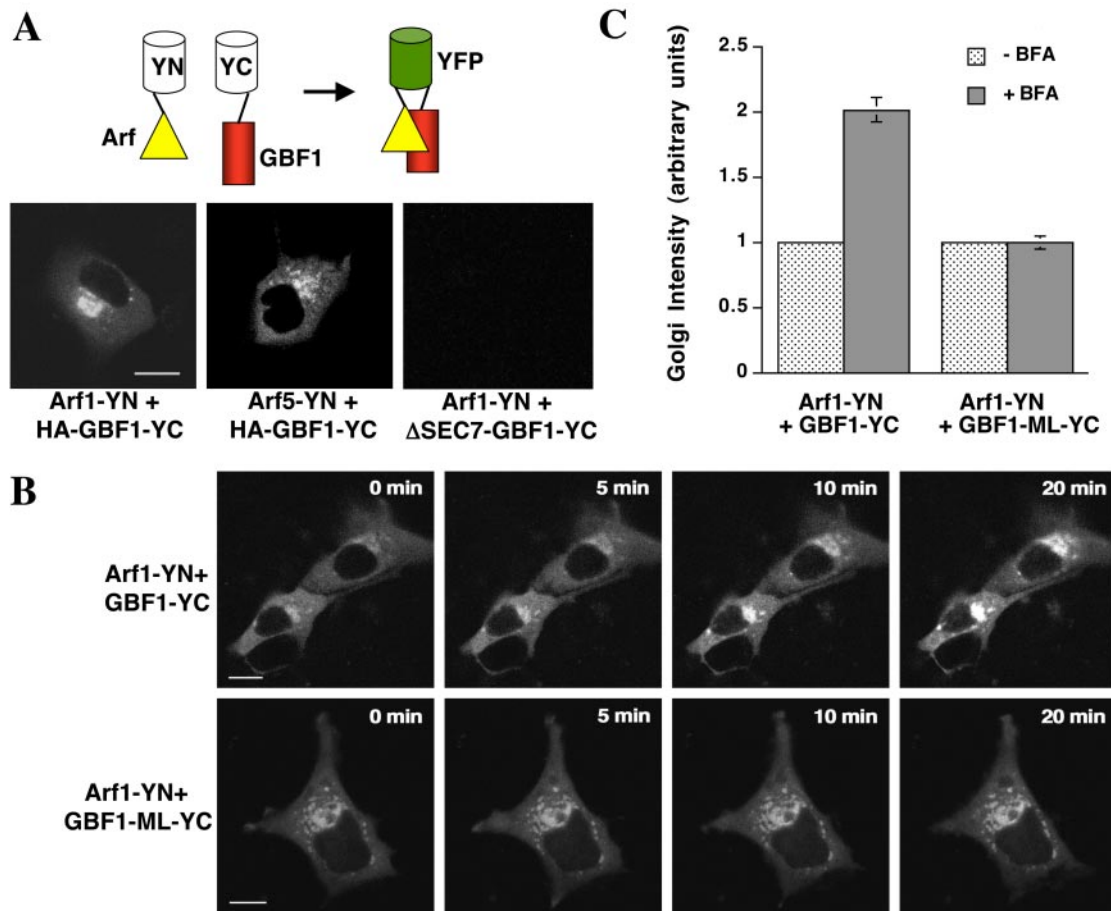 A
YN
YC
YFP
Arf
GBF1
Arf1-YN +
HA-GBF1-YC
Arf5-YN +
HA-GBF1-YC
Arf1-YN +
ΔSEC7-GBF1-YC
C
Golgi Intensity (arbitrary units)
2.5
2
1.5
1
0.5
0
- BFA
+ BFA
Arf1-YN
+ GBF1-YC
Arf1-YN
+ GBF1-ML-YC
B
Arf1-YN+
GBF1-YC
0 min
5 min
10 min
20 min
Arf1-YN+
GBF1-ML-YC
0 min
5 min
10 min
20 min